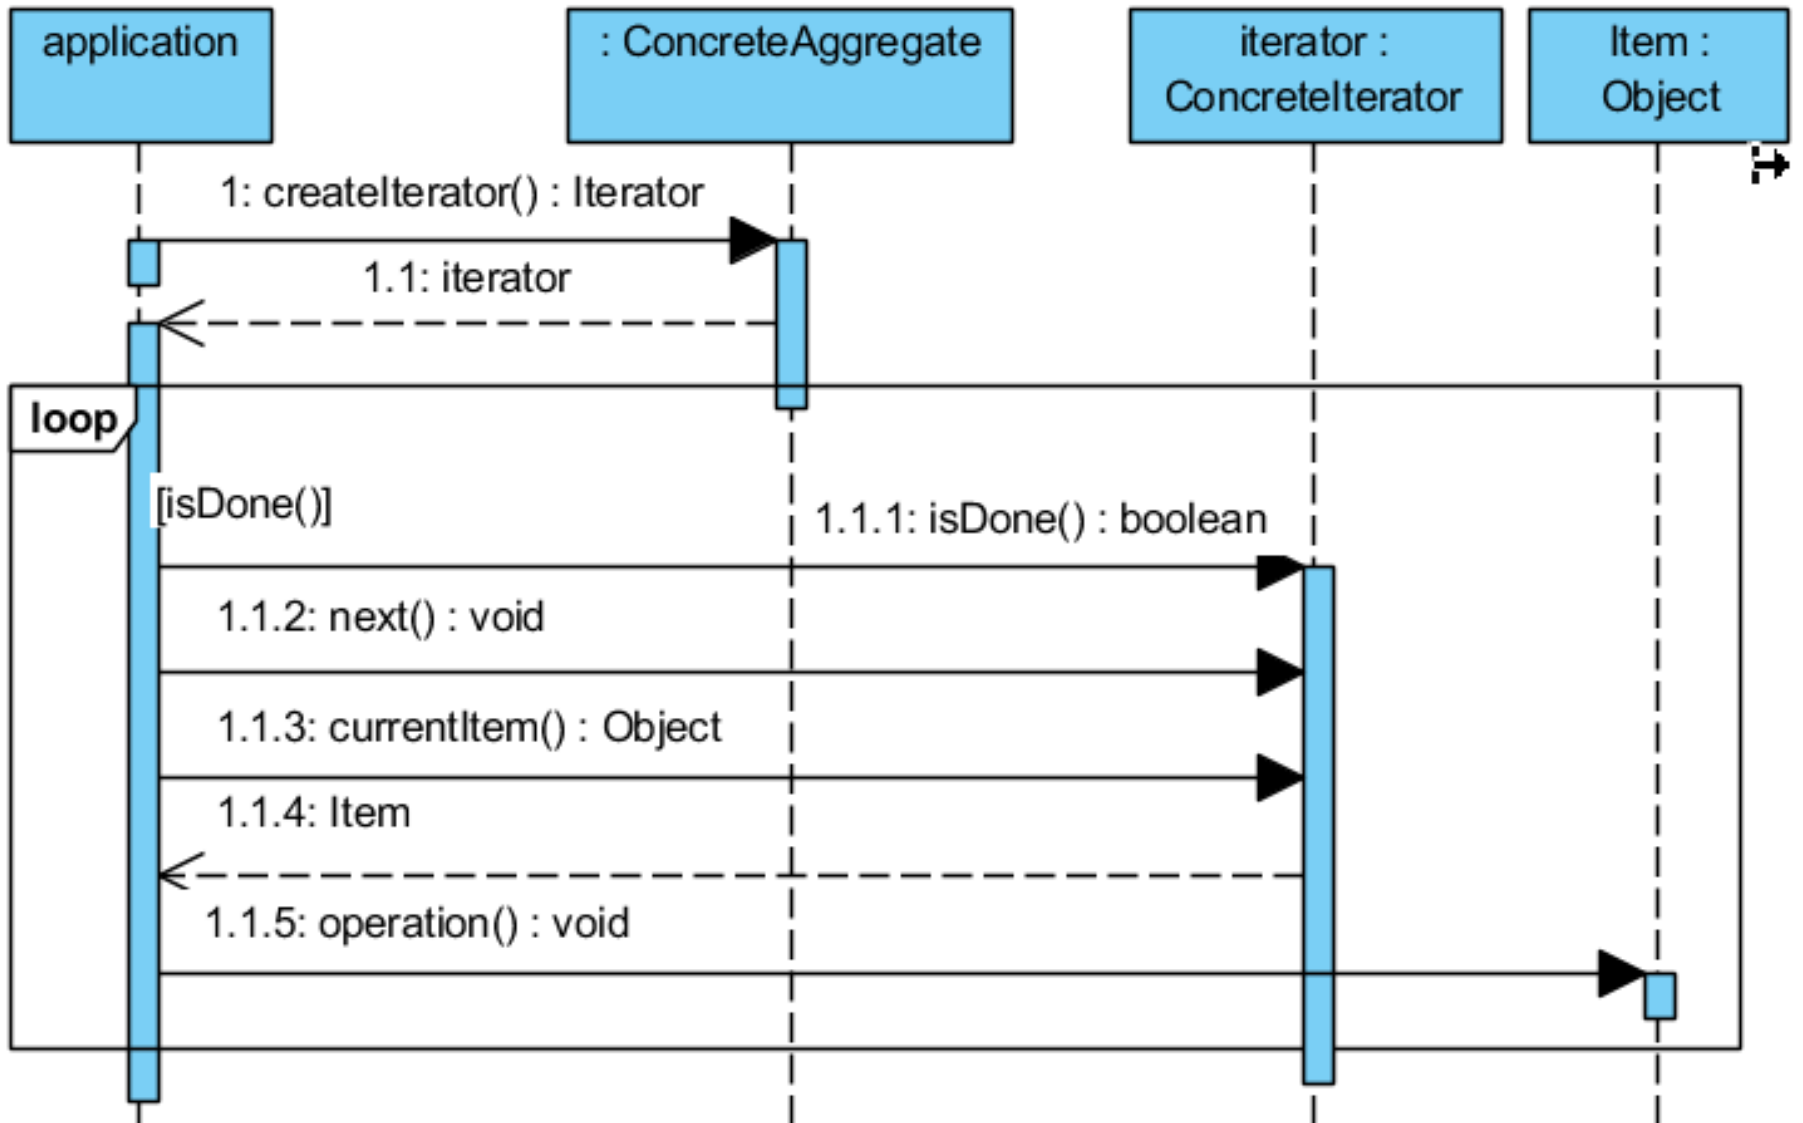 application
: ConcreteAggregate
iterator :
ConcreteIterator
Item :
Object
1: createIterator() : Iterator
1.1: iterator
loop
[isDone()]
1.1.1: isDone() : boolean
1.1.2: next() : void
1.1.3: currentItem() : Object
1.1.4: Item
1.1.5: operation() : void